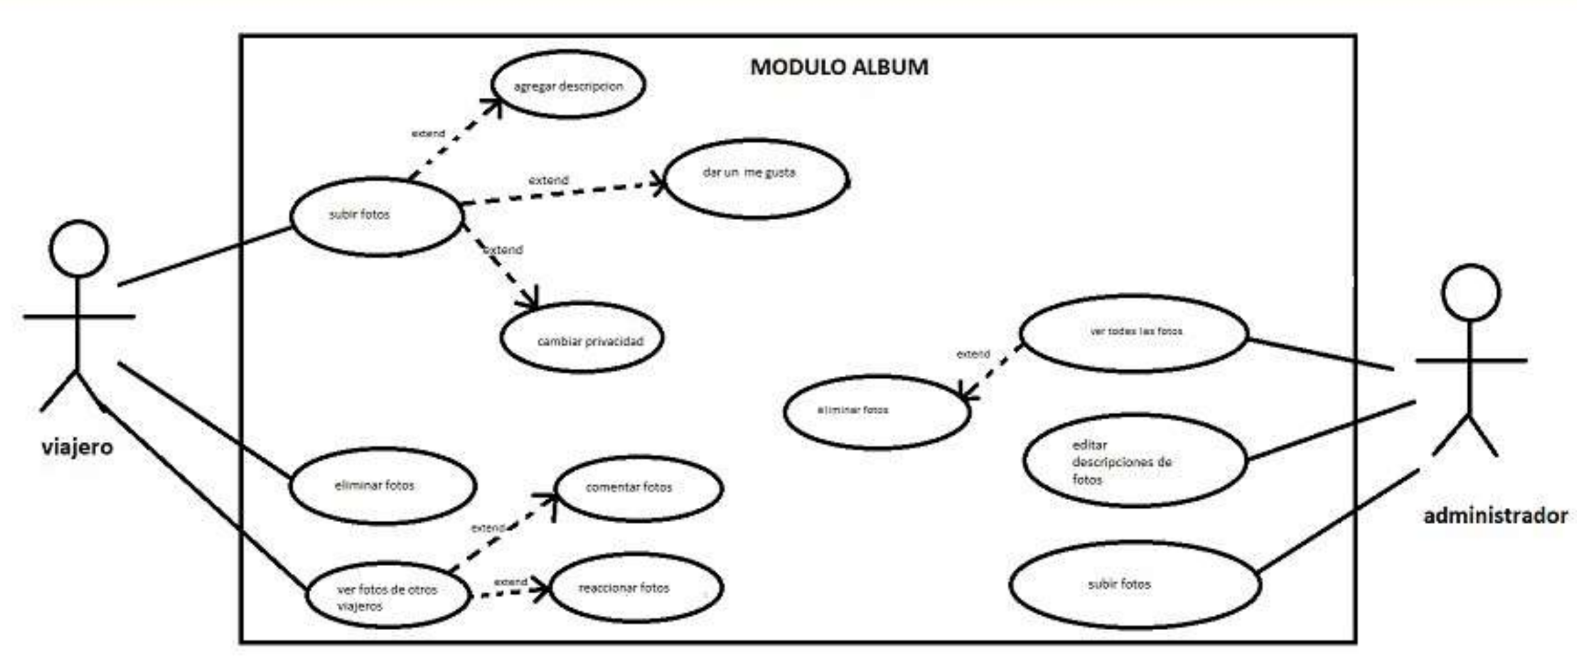 MODULO ALBUM
agregar descripcion
extend
dar un me gusta
extend
subir fotos
extend
cambiar privacidad
viajero
eliminar fotos
comentar fotos
extend
ver fotos de otros
viajeros
extend
reaccionar fotos
ver todas las fotos
extend
eliminar fotos
editar
descripciones de
fotos
administrador
subir fotos